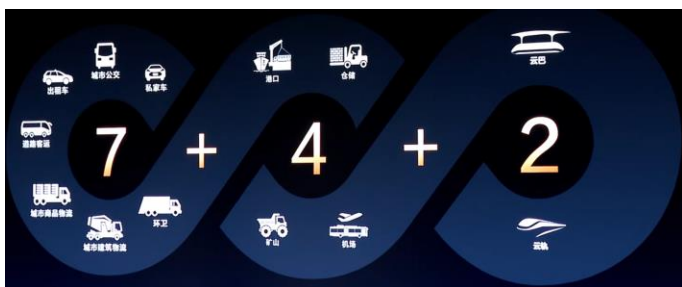 城市公交
出租车
私家车
道路客运
城市商品物流
城市建筑物流
环卫
7
+
港口
仓储
4
矿山
机场
+
云巴
2
云轨